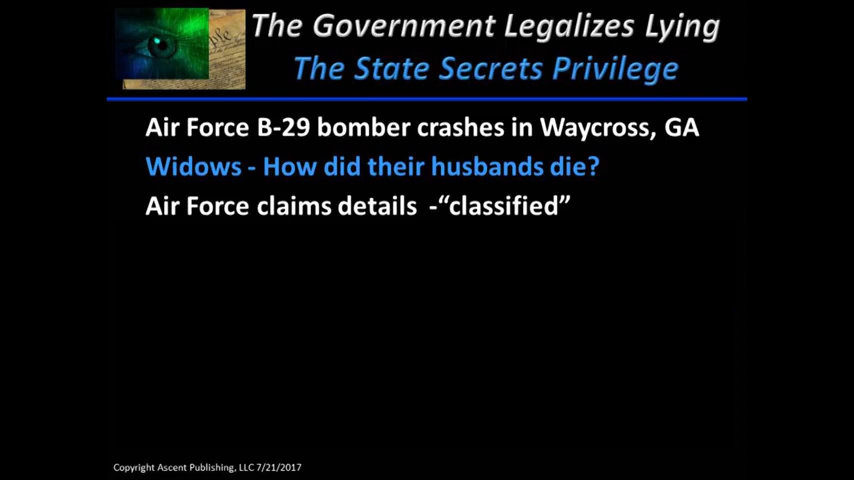 The Government Legalizes Lying
The State Secrets Privilege
Air Force B-29 bomber crashes in Waycross, GA
Widows - How did their husbands die?
Air Force claims details -“classified”
Copyright Ascent Publishing, LLC 7/21/2017